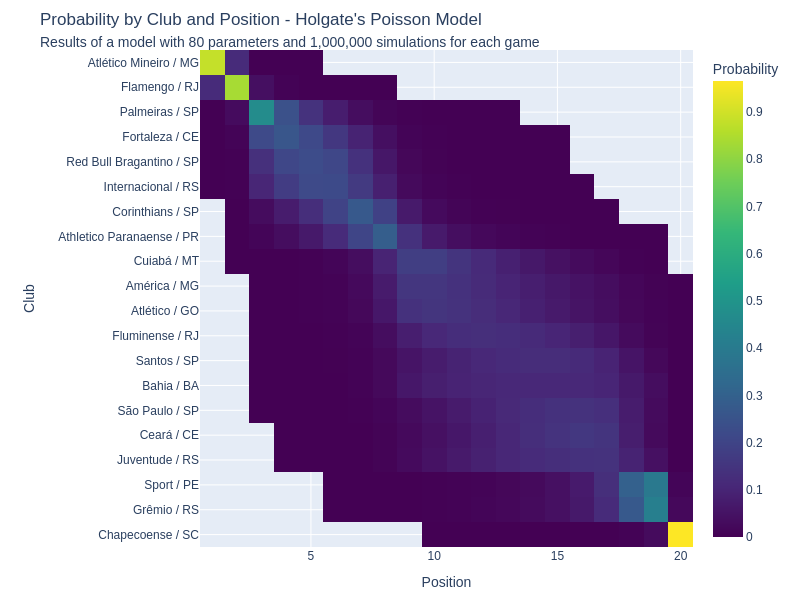 Probability by Club and Position - Holgate's Poisson Model
Results of a model with 80 parameters and 1,000,000 simulations for each game
Probability
Club
Atlético Mineiro / MG
Flamengo / RJ
Palmeiras / SP
Fortaleza / CE
Red Bull Bragantino / SP
Internacional / RS
Corinthians / SP
Athletico Paranaense / PR
Cuiabá / MT
América / MG
Atlético / GO
Fluminense / RJ
Santos / SP
Bahia / BA
São Paulo / SP
Ceará / CE
Juventude / RS
Sport / PE
Grêmio / RS
Chapecoense / SC
5 10 15 20
Position
0.9
0.8
0.7
0.6
0.5
0.4
0.3
0.2
0.1
0